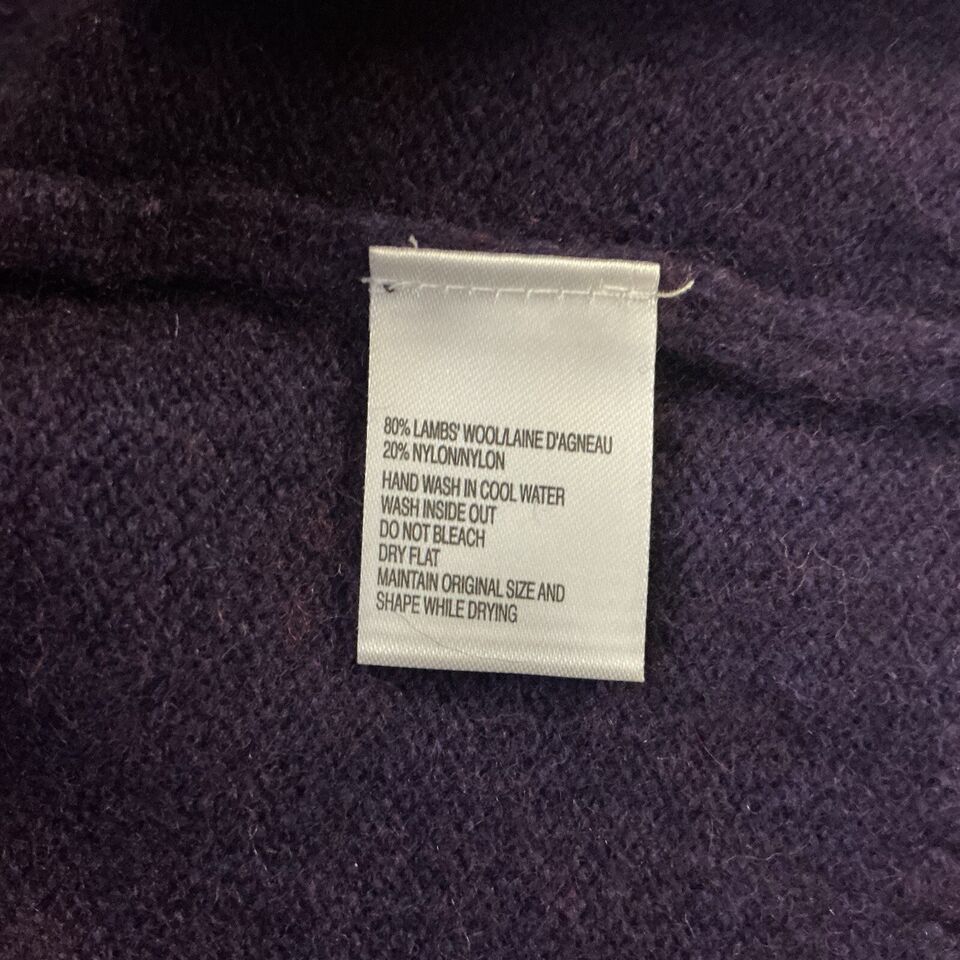 80% LAMBS' WOOL/LAINE D'AGNEAU
20% NYLON/NYLON
HAND WASH IN COOL WATER
WASH INSIDE OUT
DO NOT BLEACH
DRY FLAT
MAINTAIN ORIGINAL SIZE AND
SHAPE WHILE DRYING